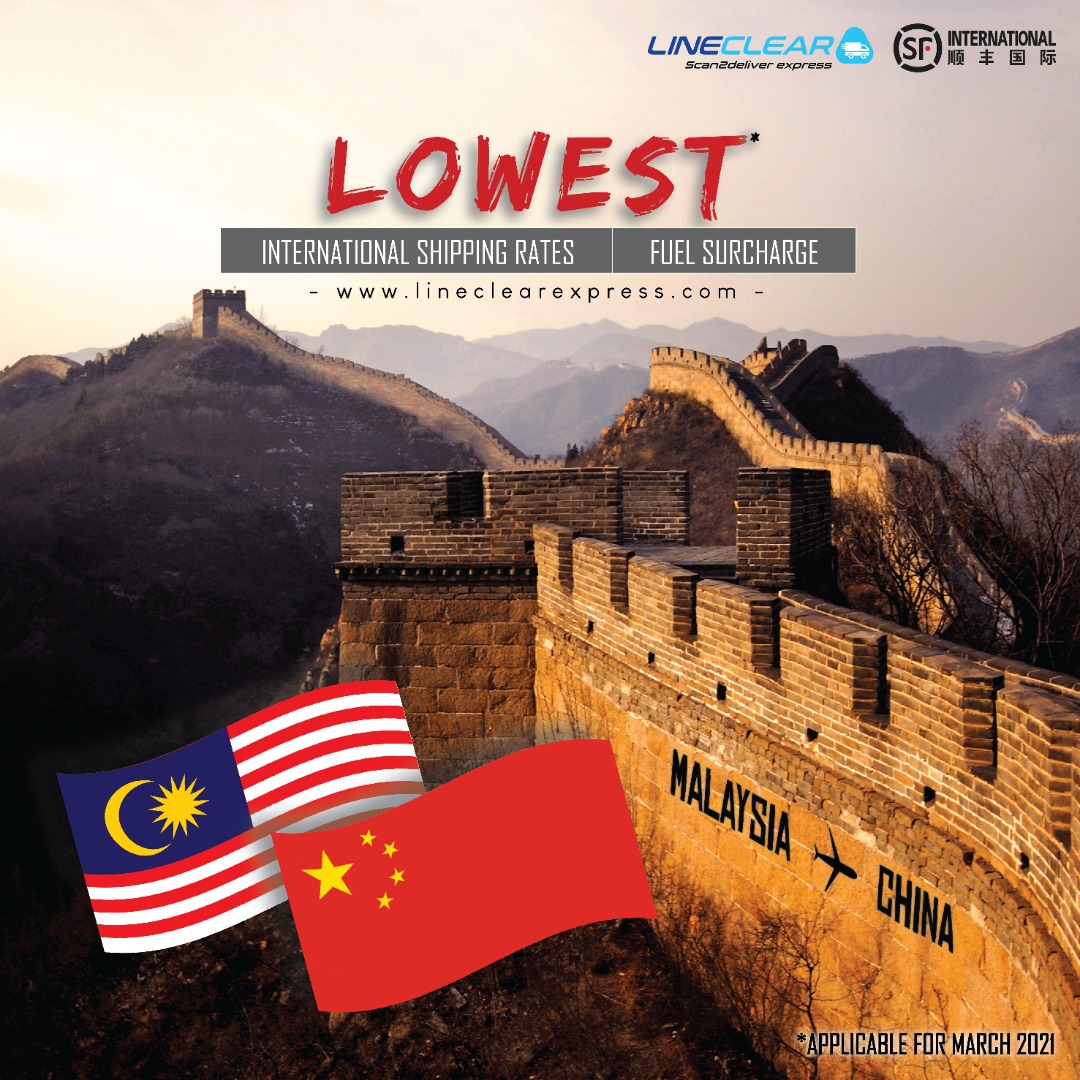 LINECLEAR
Scan2deliver express
SF INTERNATIONAL
顺丰国际
LOWEST*
INTERNATIONAL SHIPPING RATES FUEL SURCHARGE
- www.lineclearexpress.com -
MALAYSIA CHINA
*APPLICABLE FOR MARCH 2021